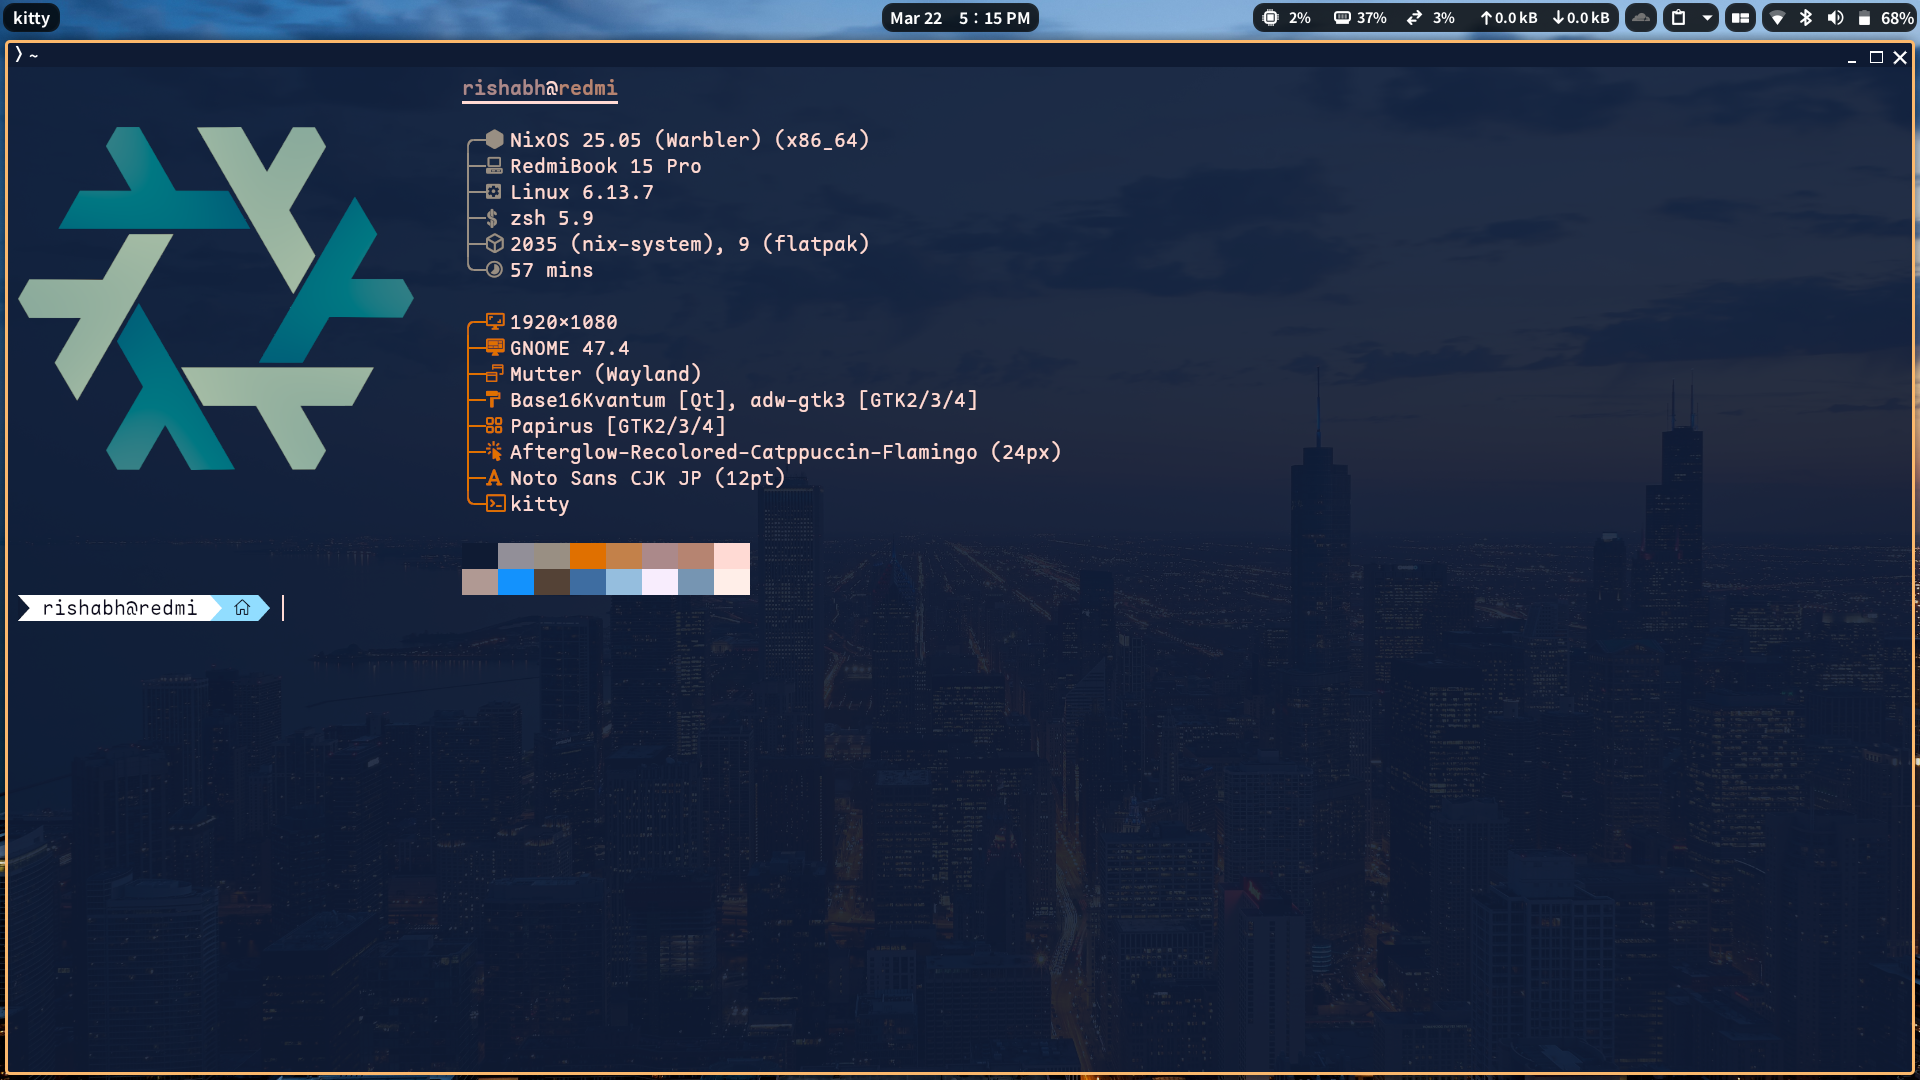 kitty
Mar 22 5 : 15 PM
2% 37% 3% ↑0.0 kB ↓0.0 kB 68%
❭ ~
rishabh@redmi
NixOS 25.05 (Warbler) (x86_64)
RedmiBook 15 Pro
Linux 6.13.7
$ zsh 5.9
2035 (nix-system), 9 (flatpak)
57 mins
1920×1080
GNOME 47.4
Mutter (Wayland)
Base16Kvantum [Qt], adw-gtk3 [GTK2/3/4]
Papirus [GTK2/3/4]
Afterglow-Recolored-Catppuccin-Flamingo (24px)
A Noto Sans CJK JP (12pt)
kitty
rishabh@redmi